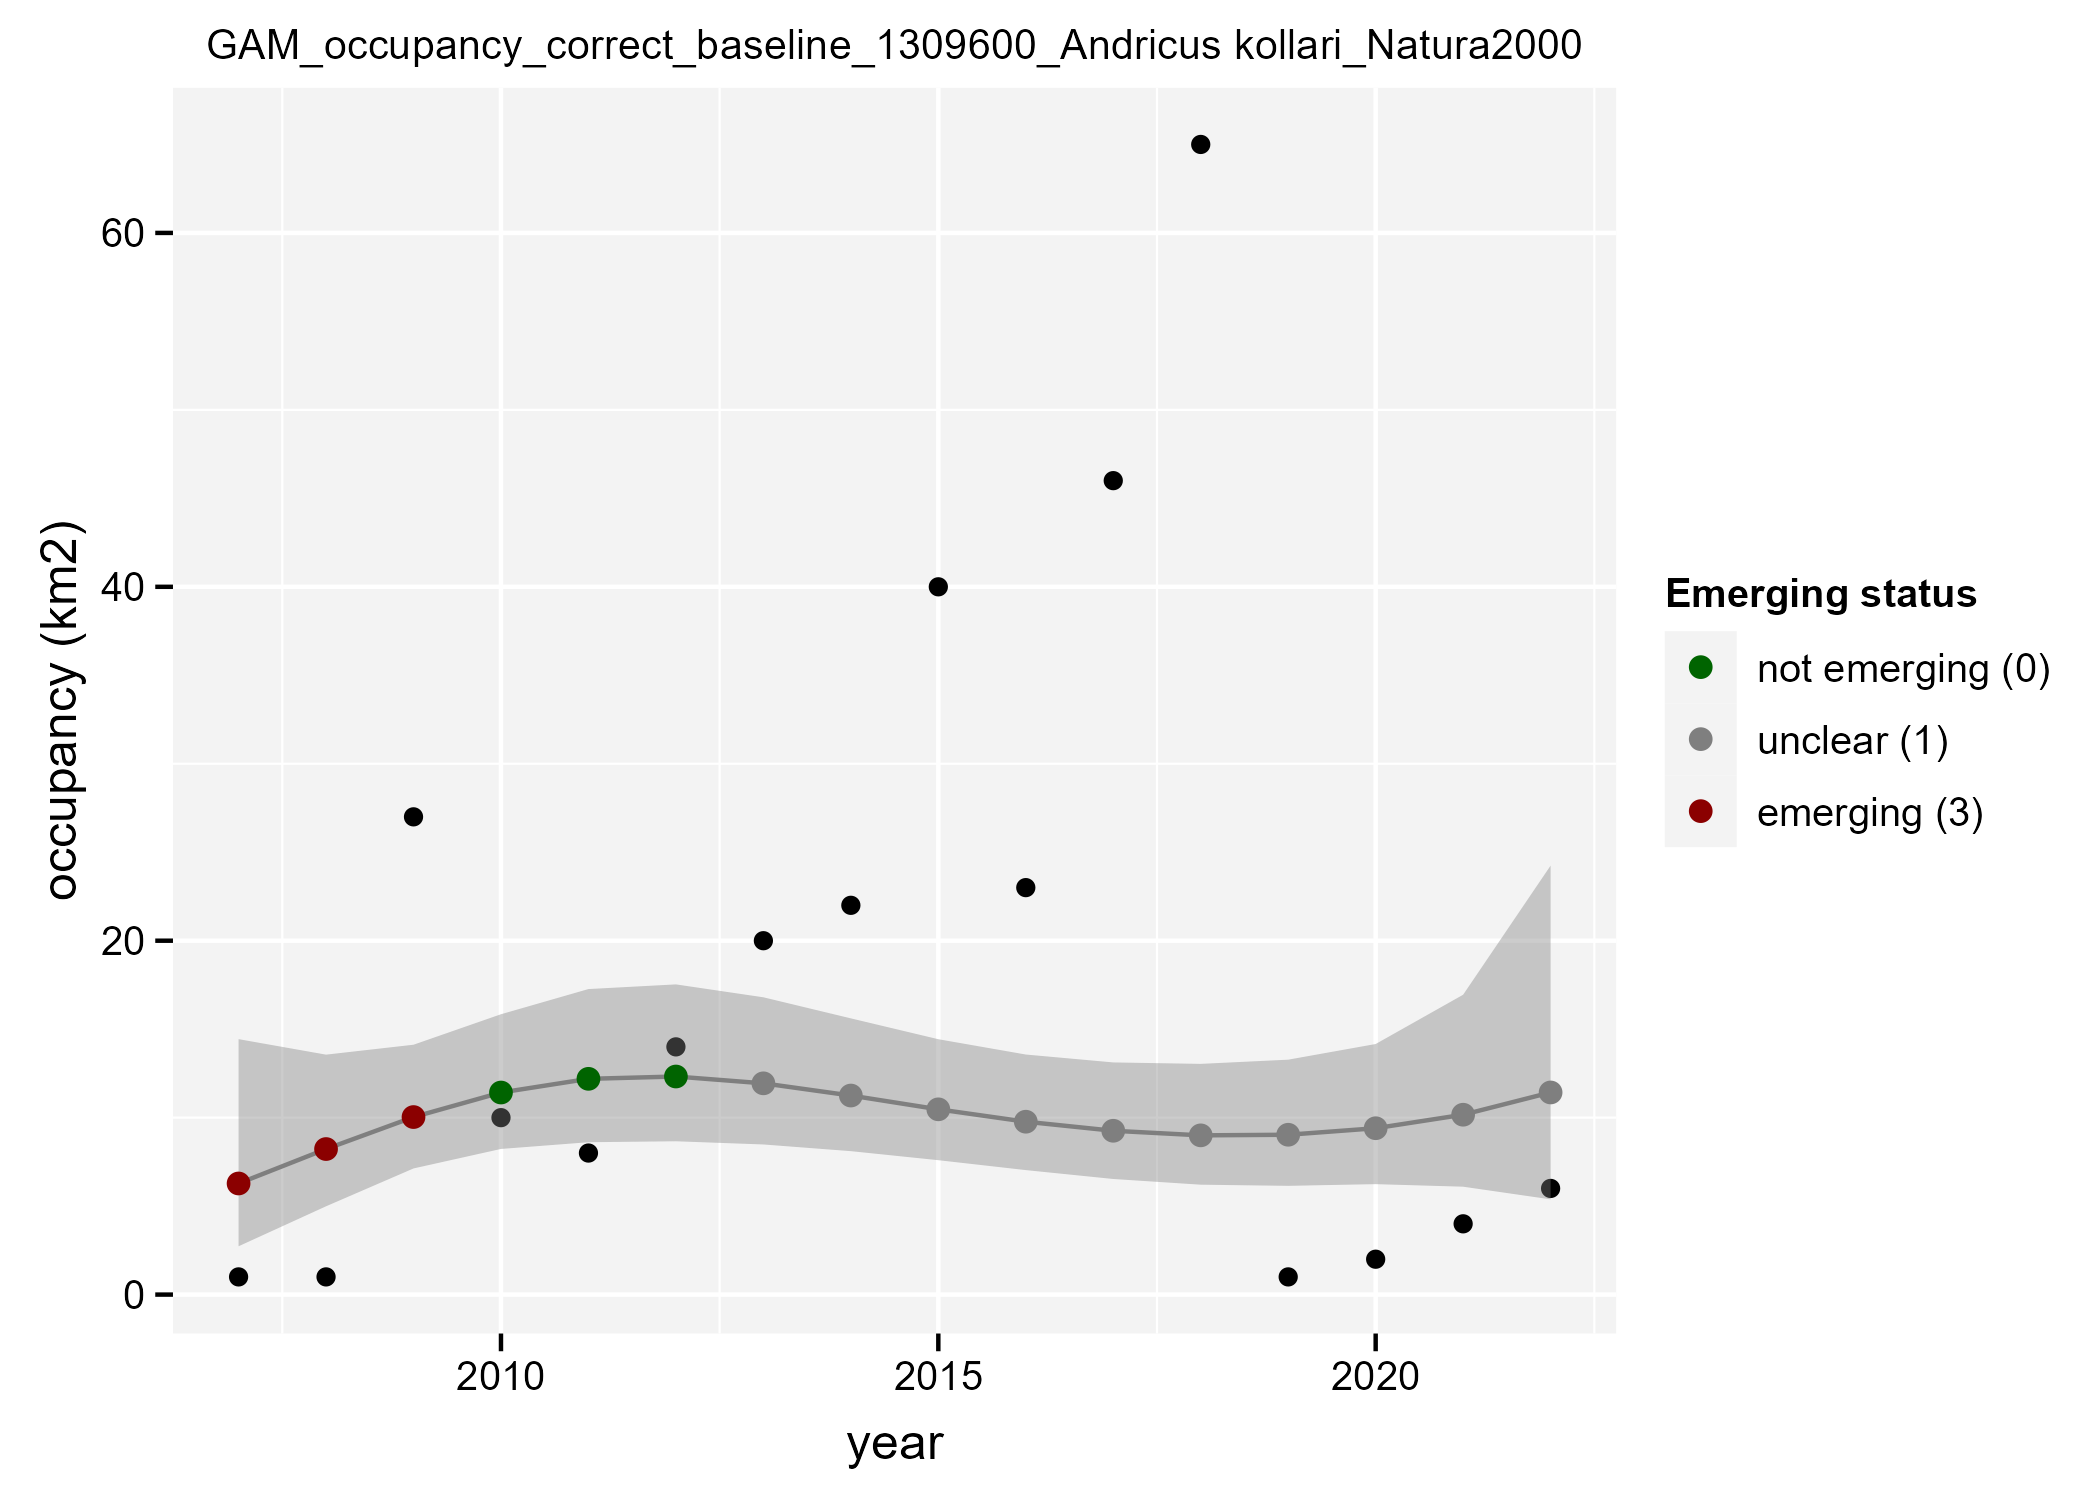 GAM_occupancy_correct_baseline_1309600_Andricus kollari_Natura2000
60
40
20
0
occupancy (km2)
2010
2015
2020
year
Emerging status
not emerging (0)
unclear (1)
emerging (3)